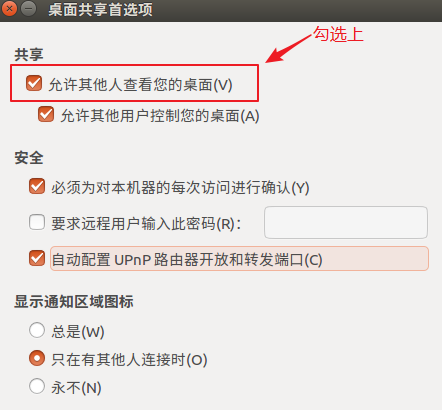 桌面共享首选项
勾选上
共享
允许其他人查看您的桌面(V)
允许其他用户控制您的桌面(A)
安全
必须为对本机器的每次访问进行确认(Y)
要求远程用户输入此密码(R)：
自动配置 UPnP 路由器开放和转发端口(C)
显示通知区域图标
总是(W)
只在有其他人连接时(O)
永不(N)